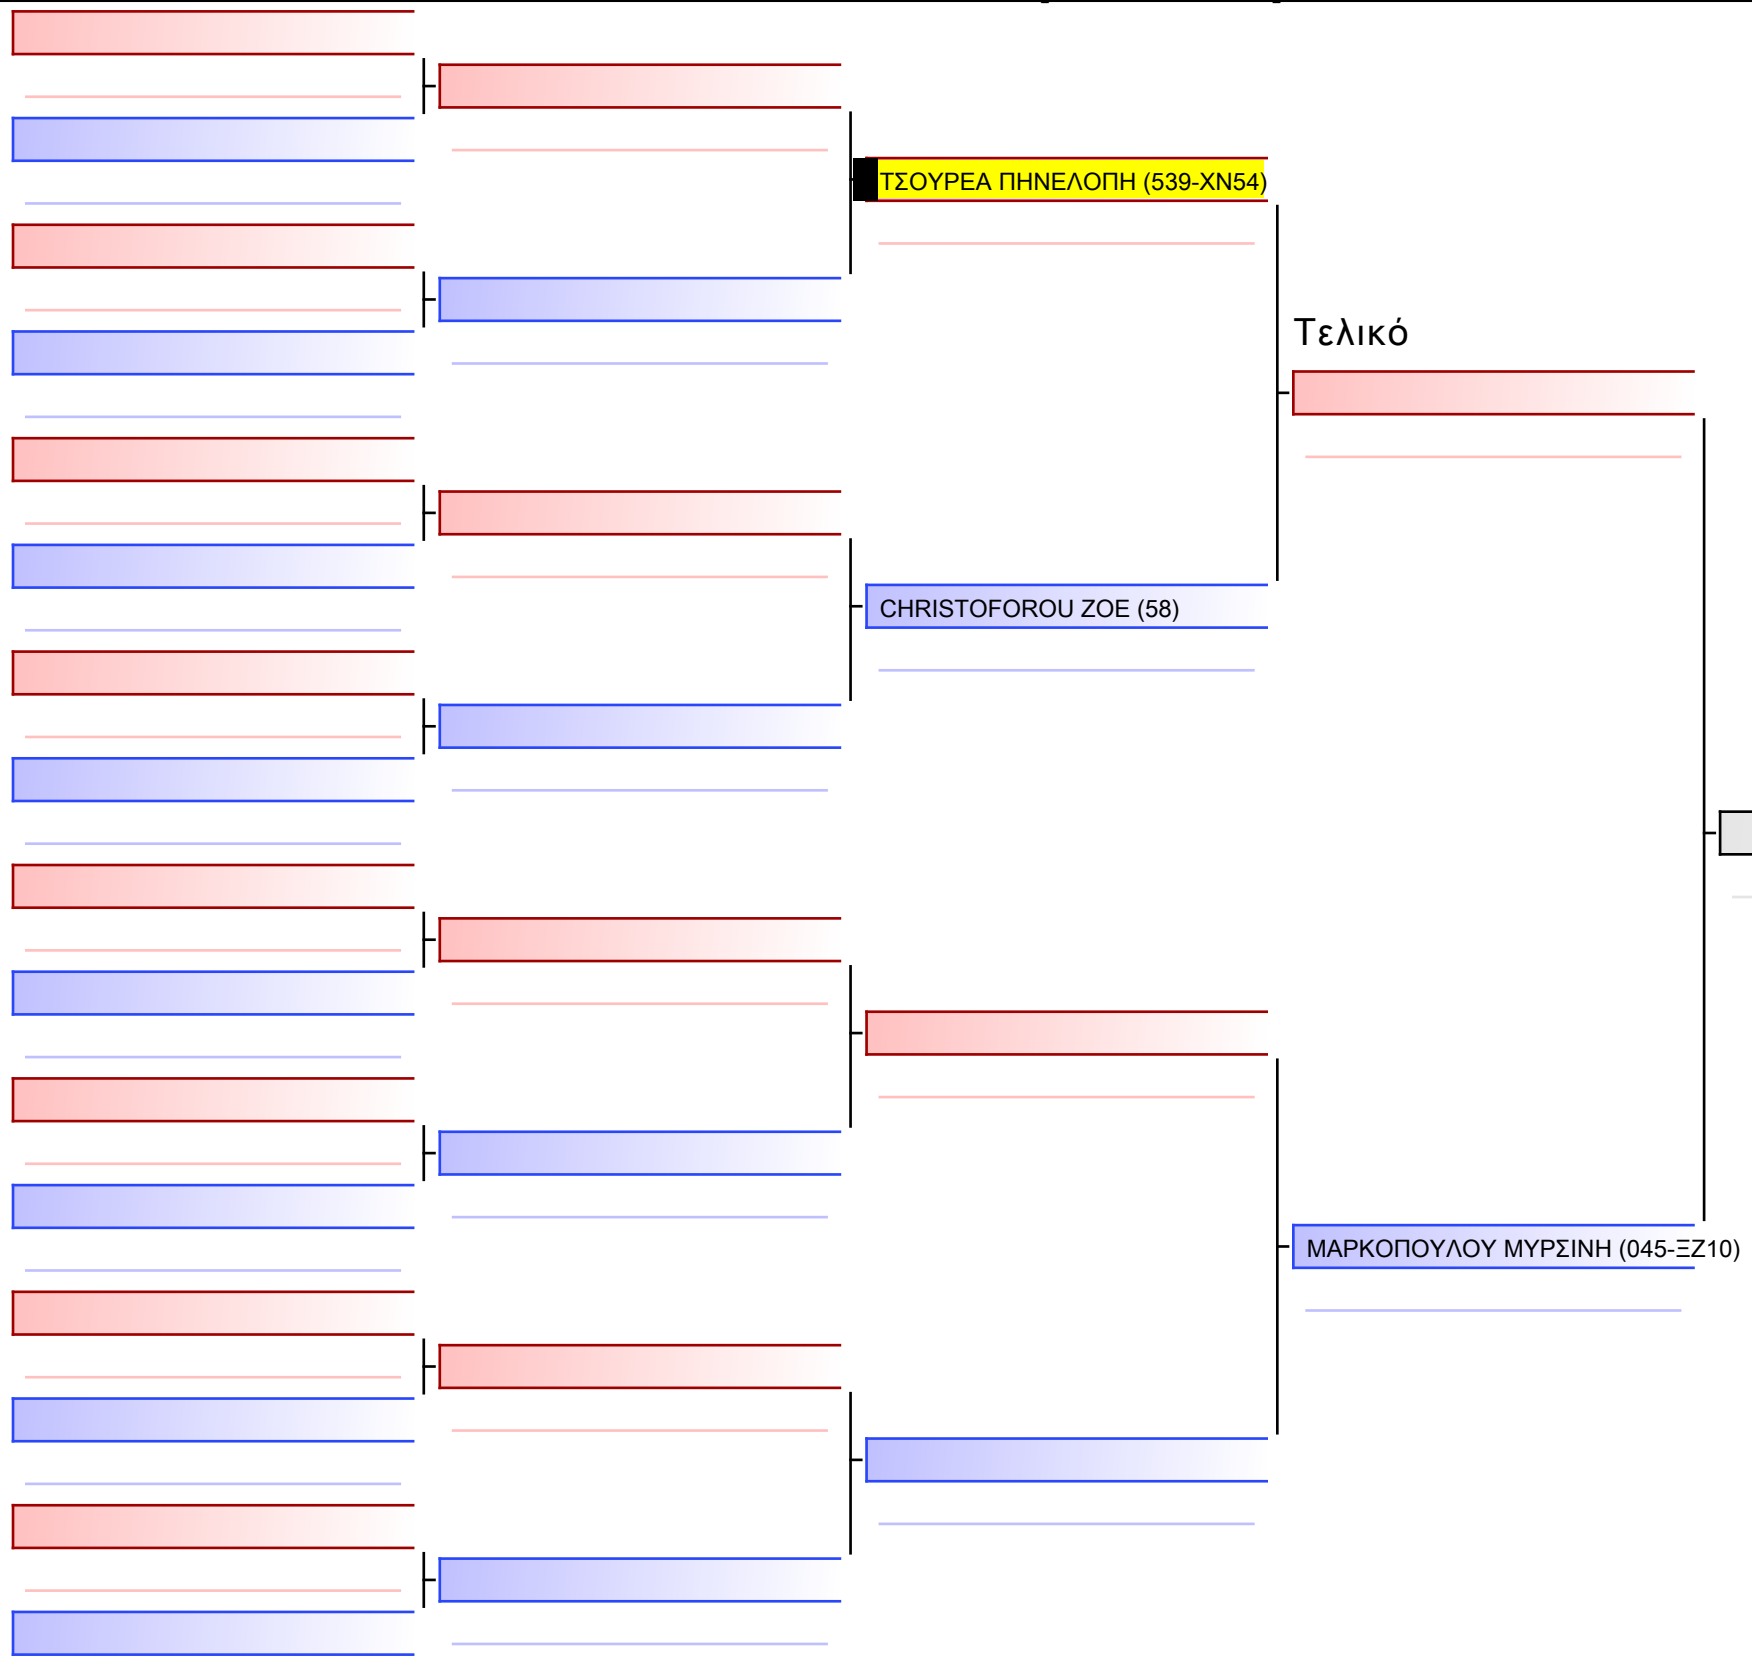 ΤΣΟΥΡΕΑ ΠΗΝΕΛΟΠΗ (539-ΧΝ54)
Τελικό
CHRISTOFOROU ZOE (58)
ΜΑΡΚΟΠΟΥΛΟΥ ΜΥΡΣΙΝΗ (045-ΞΖ10)